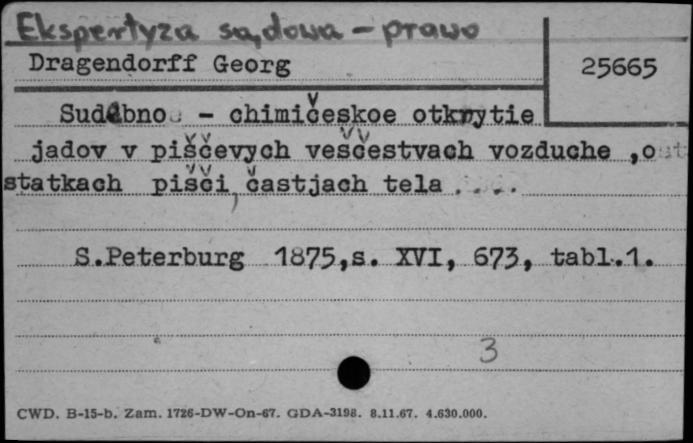 Ekspertyza sądowa - prawo
Dragendorff Georg
25665
Sudebno - chimičeskoe otkrytie
jadov v piščevych veščestvach vozduche ,o
statkach pišči, častjach tela ....
S.Peterburg 1875,s. XVI, 673, tabl.1.
3
CWD. B-15-b. Zam. 1726-DW-On-67. GDA-3198. 8.11.67. 4.630.000.